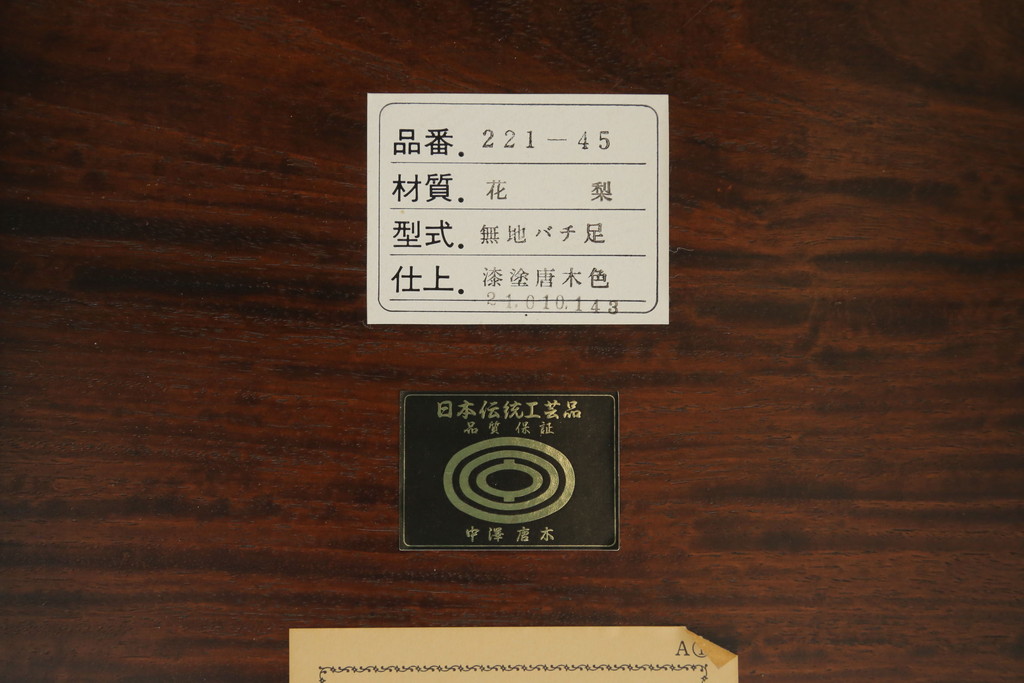 品番. 221-45
材質. 花梨
型式. 無地バチ足
仕上. 漆塗唐木色
21.010.143
日本伝统工芸品
品質保証
中澤唐木
A①